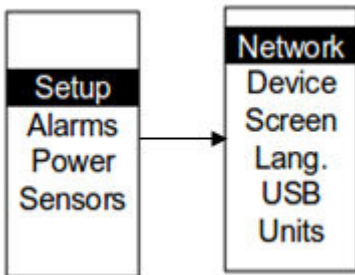 Setup
Alarms
Power
Sensors
Network
Device
Screen
Lang.
USB
Units